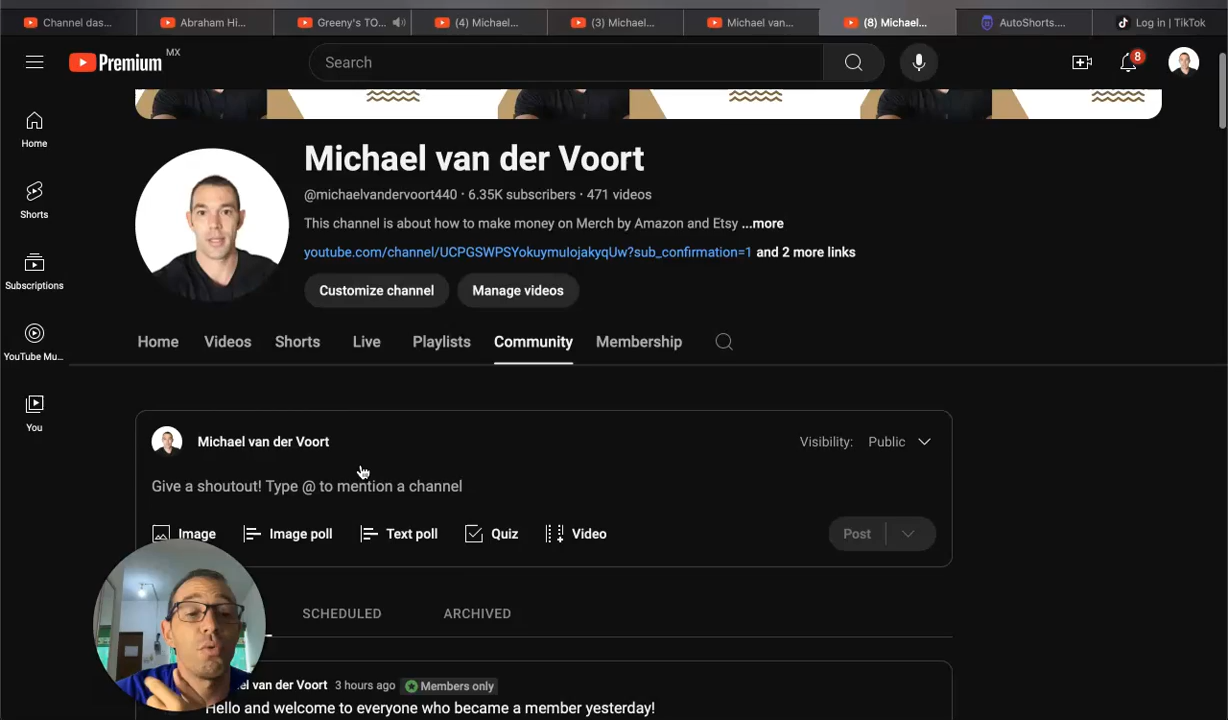 Channel das...
Abraham Hi...
Greeny's TO...
(4) Michael...
(3) Michael...
Michael van...
(8) Michael...
AutoShorts....
Log in | TikTok
Premium MX
Search
8
Home
Shorts
Subscriptions
YouTube Mu...
You
Michael van der Voort
@michaelvandervoort440 · 6.35K subscribers · 471 videos
This channel is about how to make money on Merch by Amazon and Etsy ...more
youtube.com/channel/UCPGSWPSYokuymuIojakyqUw?sub_confirmation=1 and 2 more links
Customize channel
Manage videos
Home
Videos
Shorts
Live
Playlists
Community
Membership
Michael van der Voort
Visibility: Public
Give a shoutout! Type @ to mention a channel
Image
Image poll
Text poll
Quiz
Video
Post
SCHEDULED
ARCHIVED
el van der Voort 3 hours ago Members only
Hello and welcome to everyone who became a member yesterday!